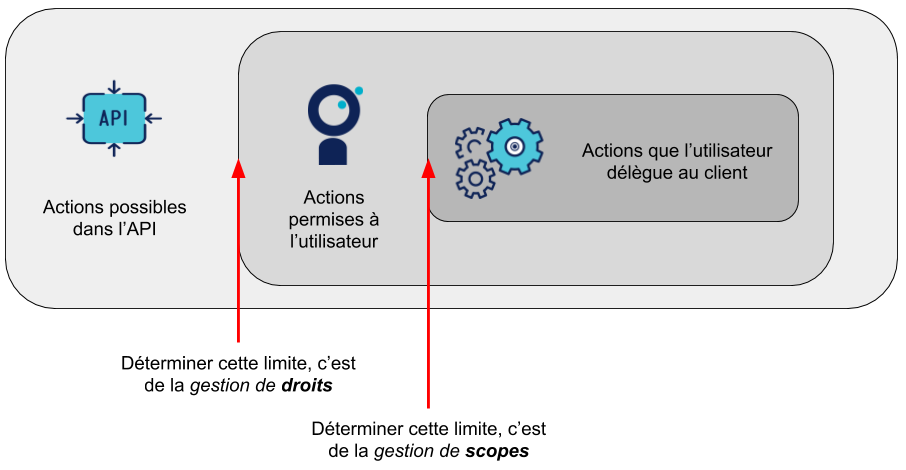 API
Actions possibles
dans l’API
Actions
permises à
l’utilisateur
Actions que l’utilisateur
délègue au client
Déterminer cette limite, c’est
de la gestion de droits
Déterminer cette limite, c’est
de la gestion de scopes